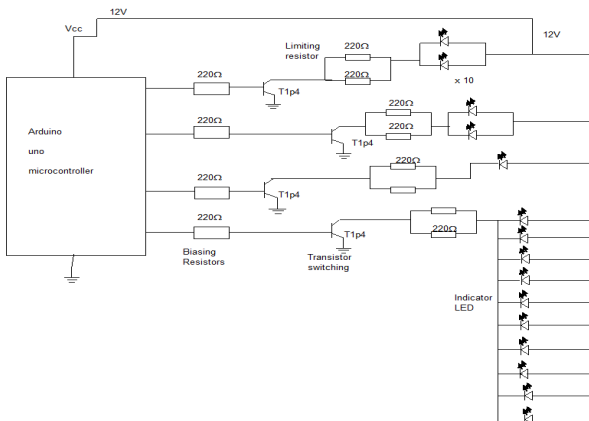 12V
Vcc
12V
Limiting
resistor
220Ω
220Ω
x 10
220Ω
T1p4
Arduino
uno
microcontroller
220Ω
220Ω
220Ω
T1p4
220Ω
220Ω
T1p4
220Ω
220Ω
T1p4
Biasing
Resistors
Transistor
switching
Indicator
LED